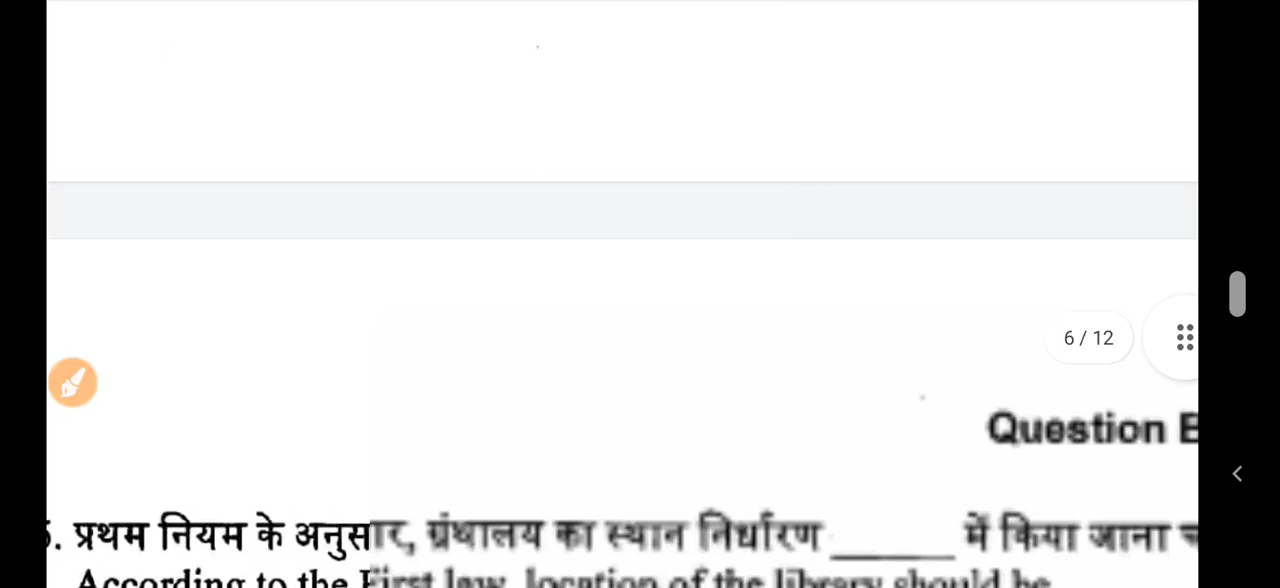 6 / 12
Question
5. प्रथम नियम के अनुसार, ग्रंथालय का स्थान निर्धारण ______ में किया जाना
According to the First law, location of the library should be